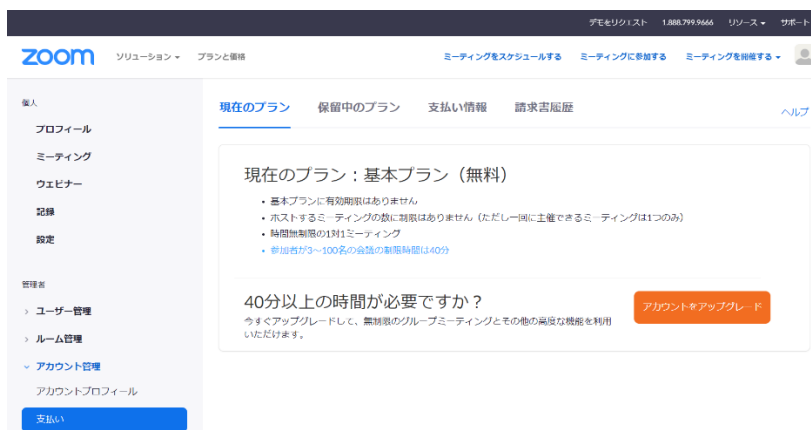 デモをリクエスト 1.888.799.9666 リソース サポート
zoom ソリューション プランと価格 ミーティングをスケジュールする ミーティングに参加する ミーティングを開催する
個人
プロフィール
ミーティング
ウェビナー
記録
設定
管理者
ユーザー管理
ルーム管理
アカウント管理
アカウントプロフィール
支払い
現在のプラン 保留中のプラン 支払い情報 請求書履歴
ヘルプ
現在のプラン：基本プラン（無料）
• 基本プランに有効期限はありません
• ホストするミーティングの数に制限はありません（ただし一回に主催できるミーティングは1つのみ）
• 時間無制限の1対1ミーティング
• 参加者が3～100名の会議の制限時間は40分
40分以上の時間が必要ですか？
今すぐアップグレードして、無制限のグループミーティングとその他の高度な機能を利用
いただけます。
アカウントをアップグレード